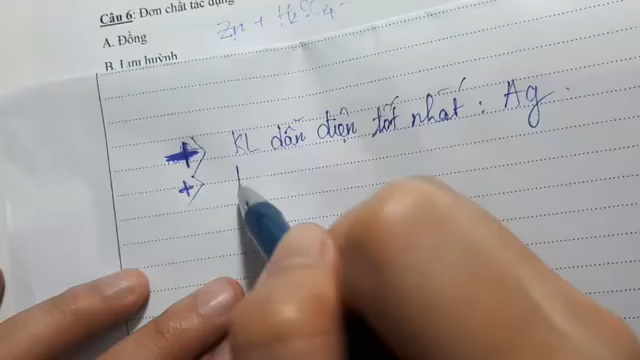 Câu 6: Đơn chất tác dụng
Zn + H2SO4
A. Đồng
B. Lưu huỳnh
+> KL dẫn điện tốt nhất : Ag.
+>